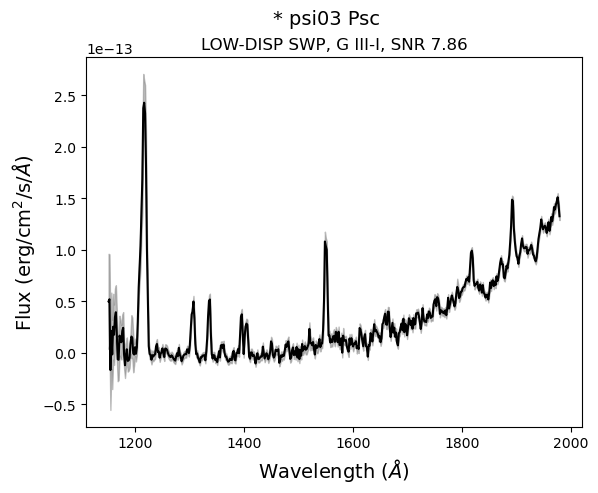 * psi03 Psc
LOW-DISP SWP, G III-I, SNR 7.86
1e−13
2.5
2.0
1.5
1.0
0.5
0.0
−0.5
Flux (erg/cm²/s/Å)
1200 1400 1600 1800 2000
Wavelength (Å)